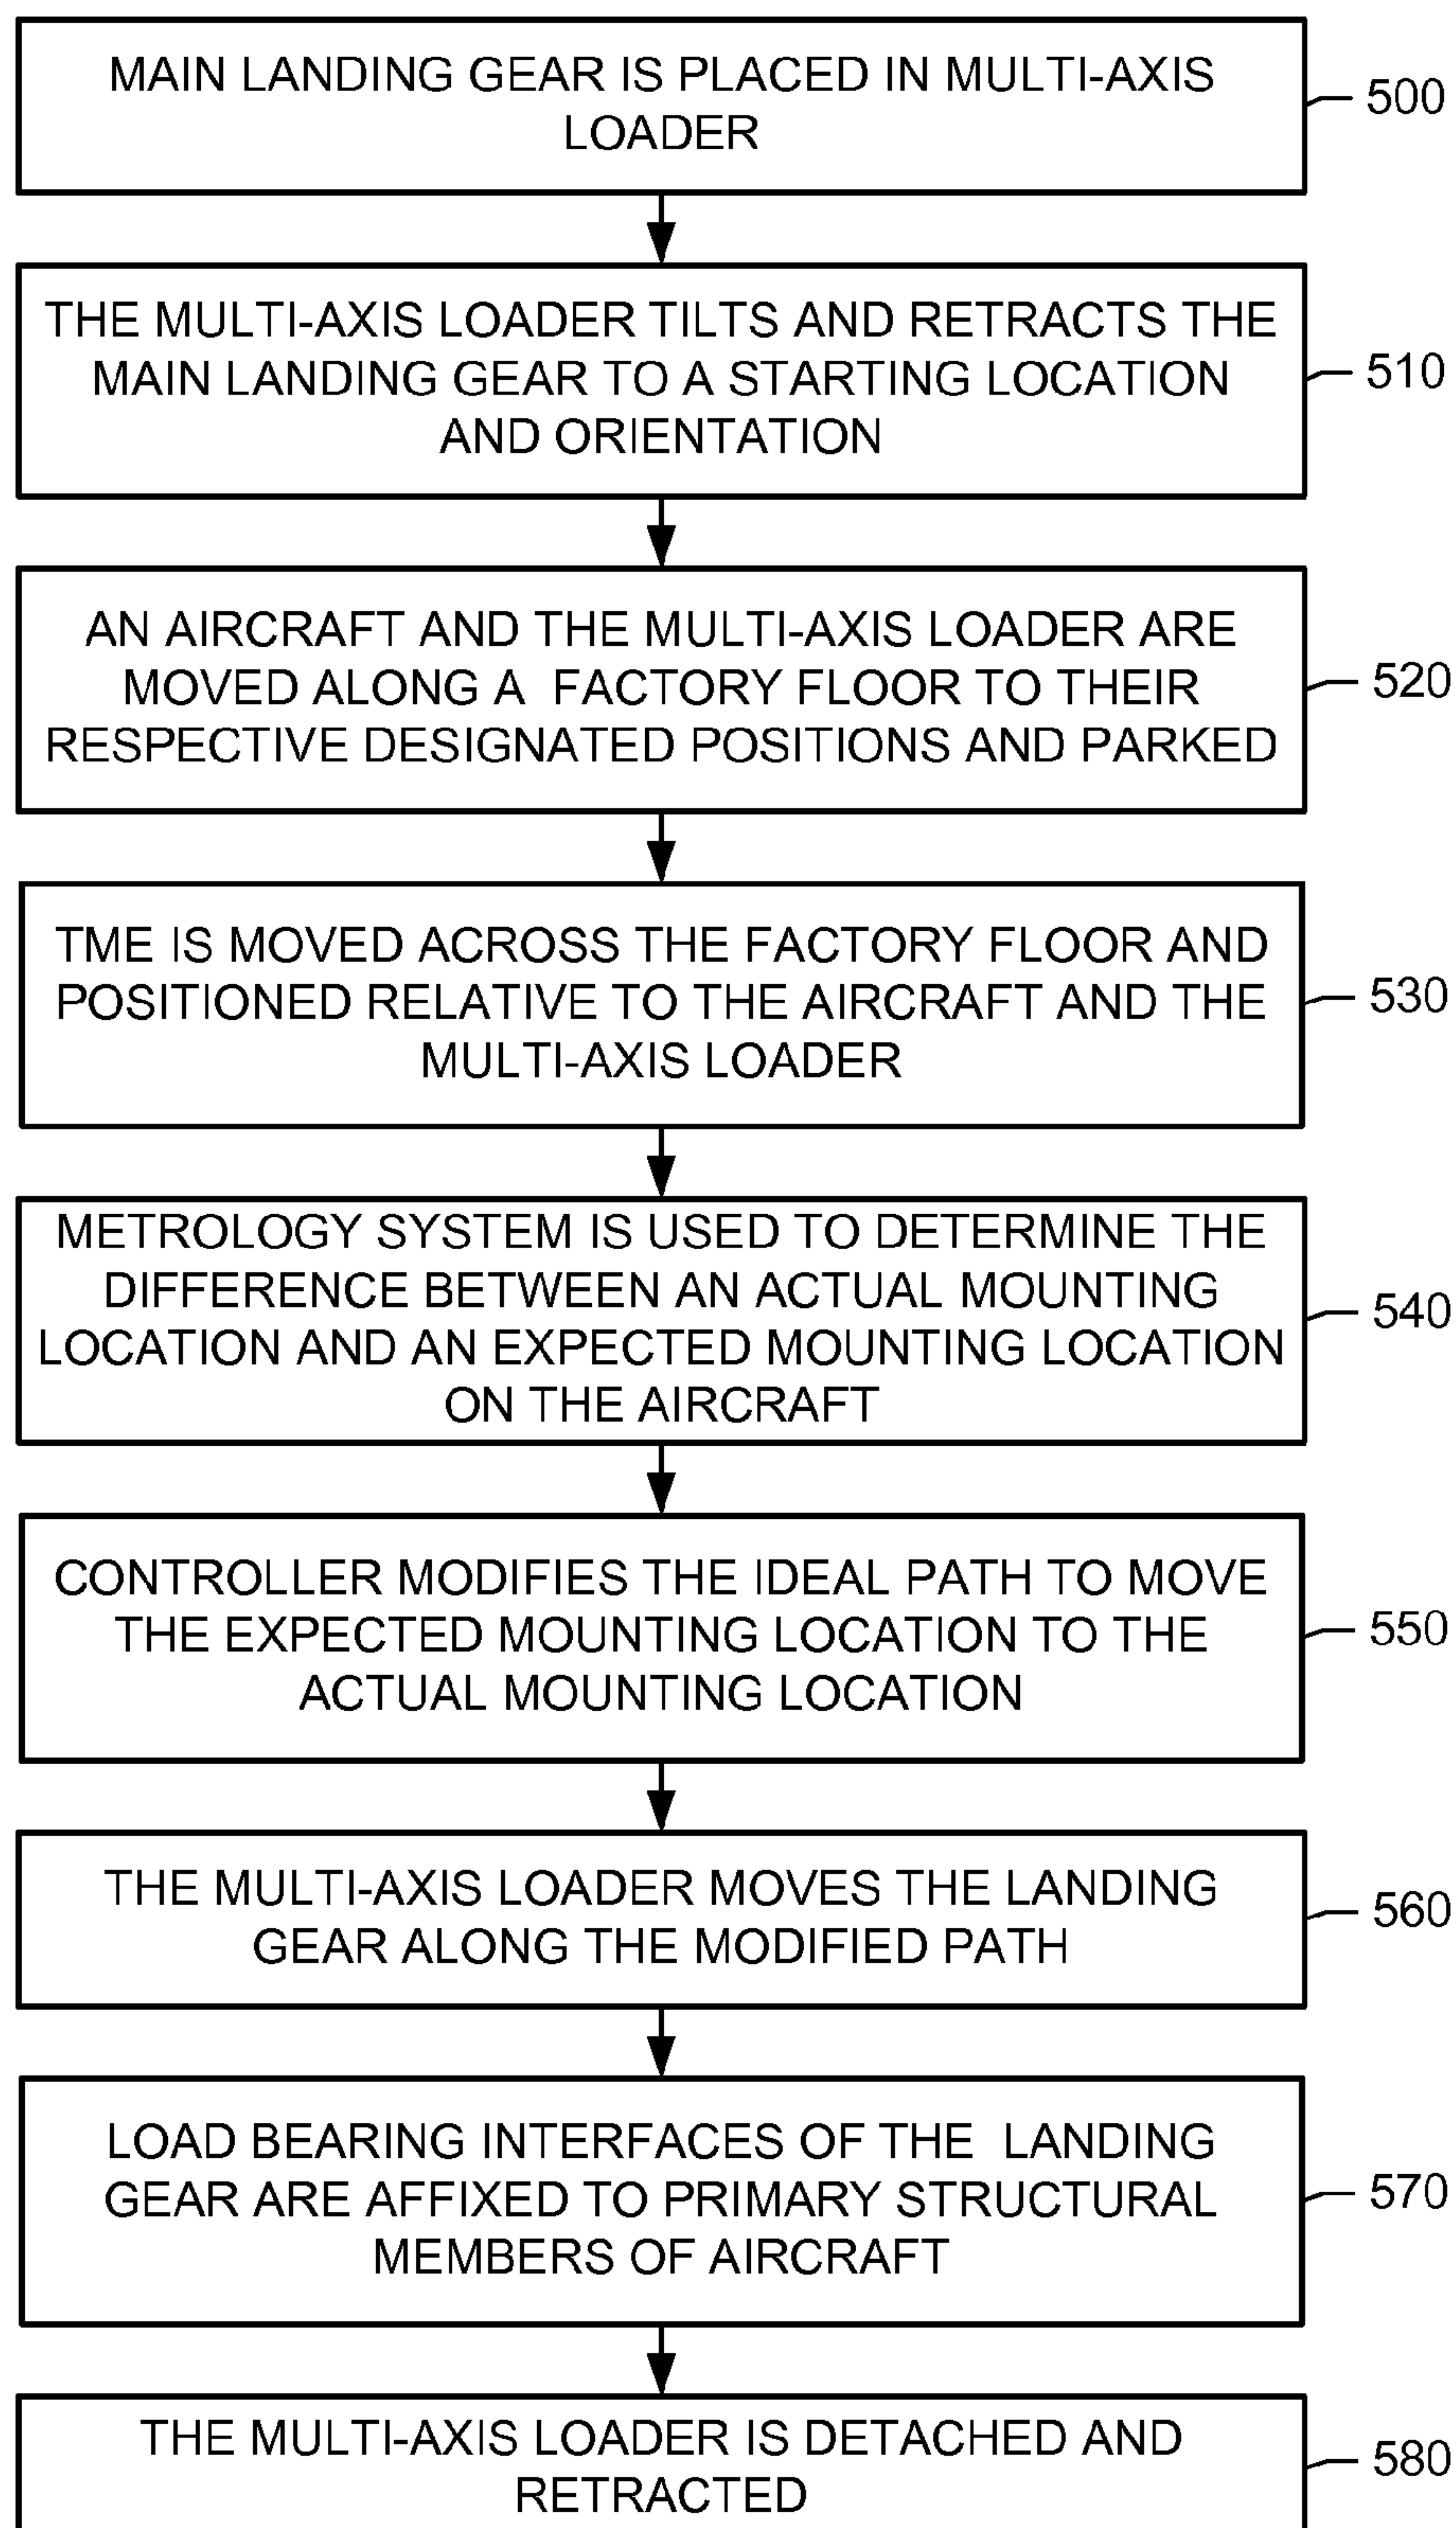 MAIN LANDING GEAR IS PLACED IN MULTI-AXIS
LOADER
500
THE MULTI-AXIS LOADER TILTS AND RETRACTS THE
MAIN LANDING GEAR TO A STARTING LOCATION
AND ORIENTATION
510
AN AIRCRAFT AND THE MULTI-AXIS LOADER ARE
MOVED ALONG A FACTORY FLOOR TO THEIR
RESPECTIVE DESIGNATED POSITIONS AND PARKED
520
TME IS MOVED ACROSS THE FACTORY FLOOR AND
POSITIONED RELATIVE TO THE AIRCRAFT AND THE
MULTI-AXIS LOADER
530
METROLOGY SYSTEM IS USED TO DETERMINE THE
DIFFERENCE BETWEEN AN ACTUAL MOUNTING
LOCATION AND AN EXPECTED MOUNTING LOCATION
ON THE AIRCRAFT
540
CONTROLLER MODIFIES THE IDEAL PATH TO MOVE
THE EXPECTED MOUNTING LOCATION TO THE
ACTUAL MOUNTING LOCATION
550
THE MULTI-AXIS LOADER MOVES THE LANDING
GEAR ALONG THE MODIFIED PATH
560
LOAD BEARING INTERFACES OF THE LANDING
GEAR ARE AFFIXED TO PRIMARY STRUCTURAL
MEMBERS OF AIRCRAFT
570
THE MULTI-AXIS LOADER IS DETACHED AND
RETRACTED
580